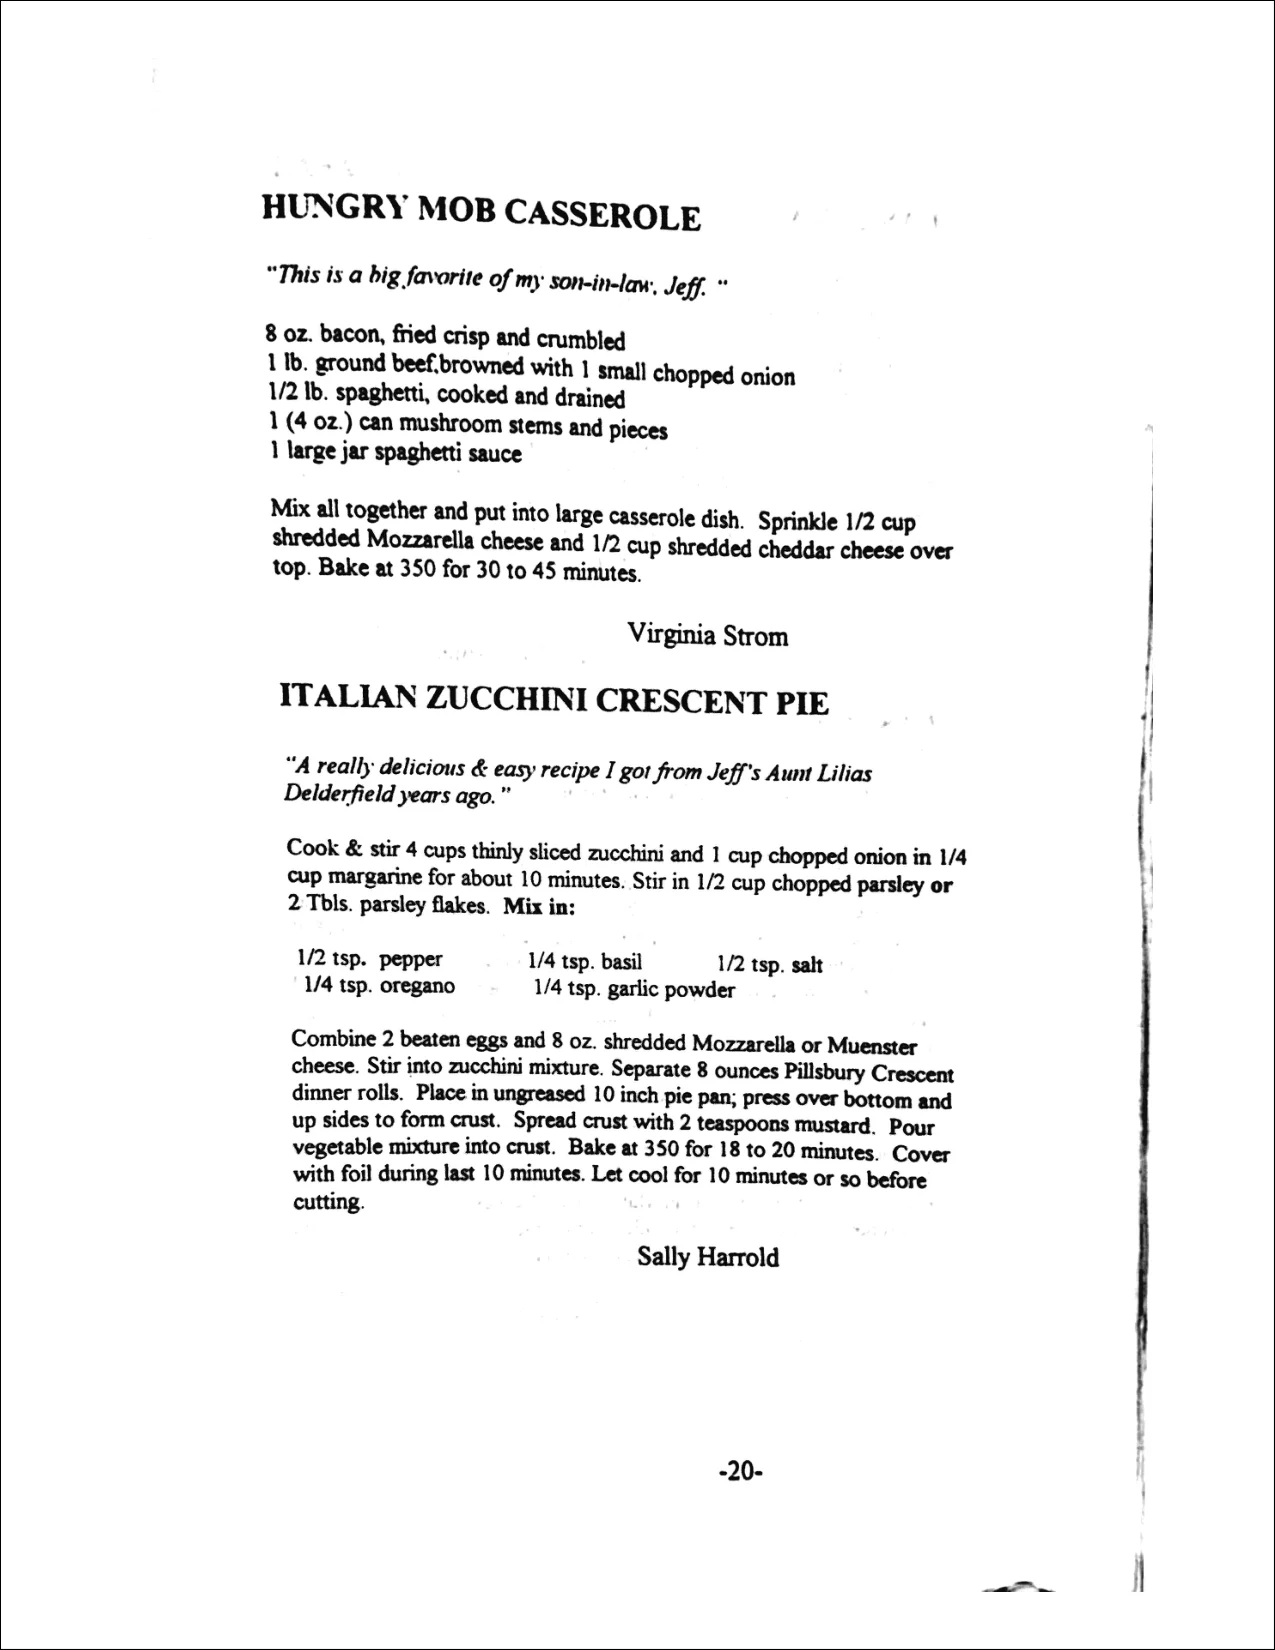 HUNGRY MOB CASSEROLE
"This is a big favorite of my son-in-law, Jeff. "
8 oz. bacon, fried crisp and crumbled
1 lb. ground beef,browned with 1 small chopped onion
1/2 lb. spaghetti, cooked and drained
1 (4 oz.) can mushroom stems and pieces
1 large jar spaghetti sauce
Mix all together and put into large casserole dish. Sprinkle 1/2 cup
shredded Mozzarella cheese and 1/2 cup shredded cheddar cheese over
top. Bake at 350 for 30 to 45 minutes.
Virginia Strom
ITALIAN ZUCCHINI CRESCENT PIE
"A really delicious & easy recipe I got from Jeff's Aunt Lilias
Delderfield years ago. "
Cook & stir 4 cups thinly sliced zucchini and 1 cup chopped onion in 1/4
cup margarine for about 10 minutes. Stir in 1/2 cup chopped parsley or
2 Tbls. parsley flakes. Mix in:
1/2 tsp. pepper 1/4 tsp. basil 1/2 tsp. salt
1/4 tsp. oregano 1/4 tsp. garlic powder
Combine 2 beaten eggs and 8 oz. shredded Mozzarella or Muenster
cheese. Stir into zucchini mixture. Separate 8 ounces Pillsbury Crescent
dinner rolls. Place in ungreased 10 inch pie pan; press over bottom and
up sides to form crust. Spread crust with 2 teaspoons mustard. Pour
vegetable mixture into crust. Bake at 350 for 18 to 20 minutes. Cover
with foil during last 10 minutes. Let cool for 10 minutes or so before
cutting.
Sally Harrold
-20-